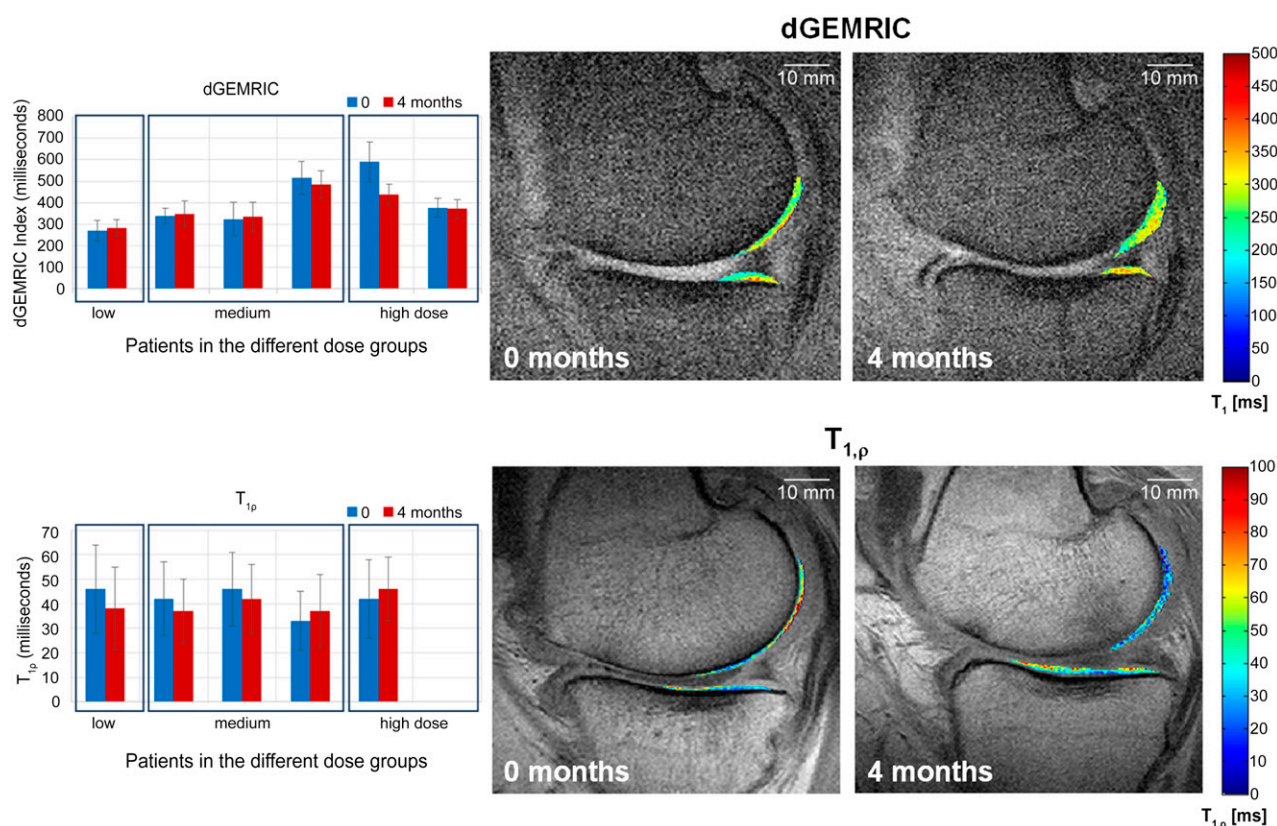 dGEMRIC
dGEMRIC
0 4 months
dGEMRIC Index (milliseconds)
800
700
600
500
400
300
200
100
0
low medium high dose
Patients in the different dose groups
10 mm
0 months
10 mm
4 months
500
450
400
350
300
250
200
150
100
50
0
T₁ [ms]
T₁,ρ
T₁ρ
0 4 months
T₁ρ (milliseconds)
70
60
50
40
30
20
10
0
low medium high dose
Patients in the different dose groups
10 mm
0 months
10 mm
4 months
100
90
80
70
60
50
40
30
20
10
0
T₁,ρ [ms]